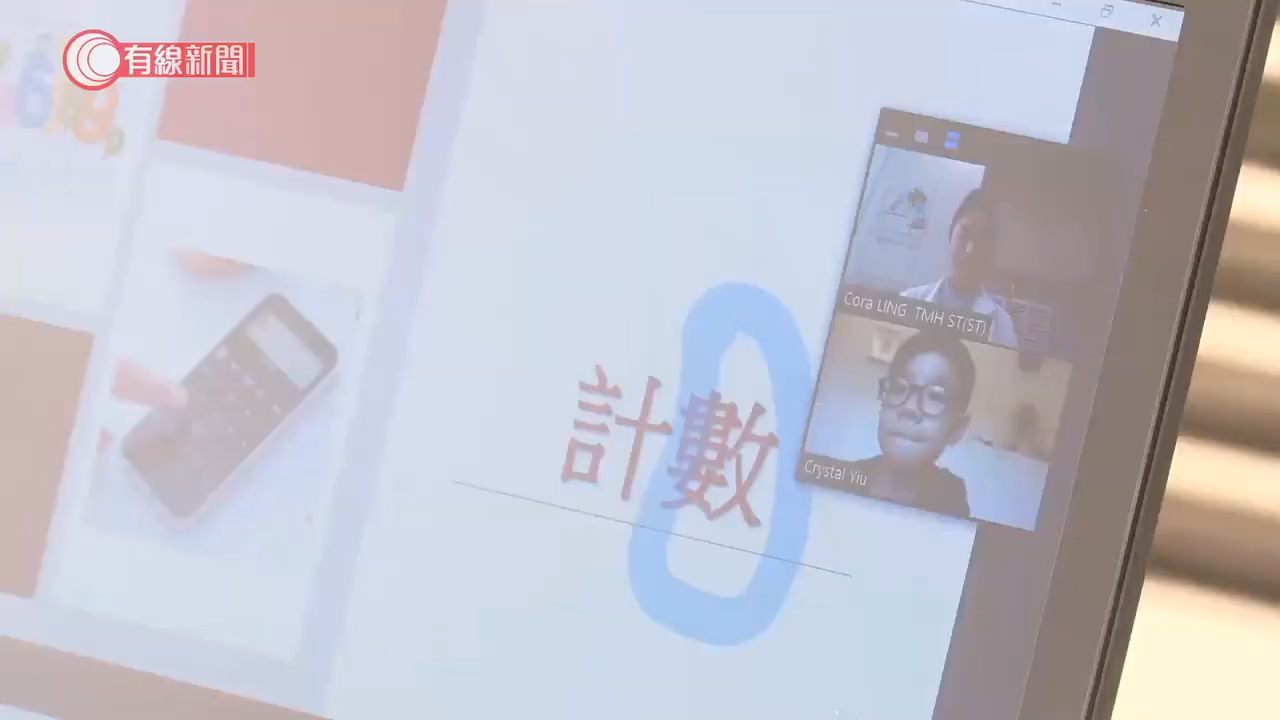 有線新聞
計數
Cora LING TMH ST(ST)
Crystal Yiu